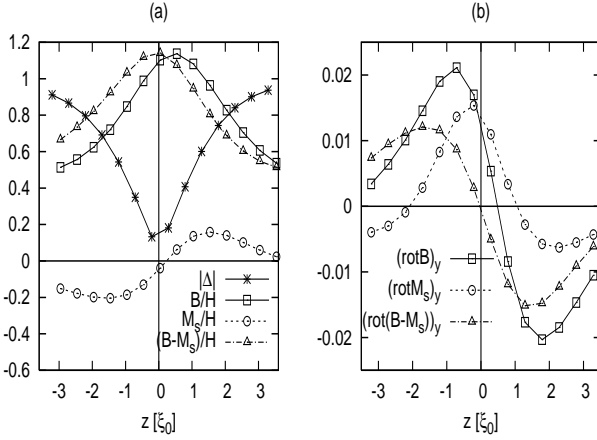 (a)
1.2
1
0.8
0.6
0.4
0.2
0
-0.2
-0.4
-0.6
|Δ|
B/H
M_s/H
(B-M_s)/H
-3 -2 -1 0 1 2 3
z [ξ_0]
(b)
0.02
0.01
0
-0.01
-0.02
(rotB)_y
(rotM_s)_y
(rot(B-M_s))_y
-3 -2 -1 0 1 2 3
z [ξ_0]